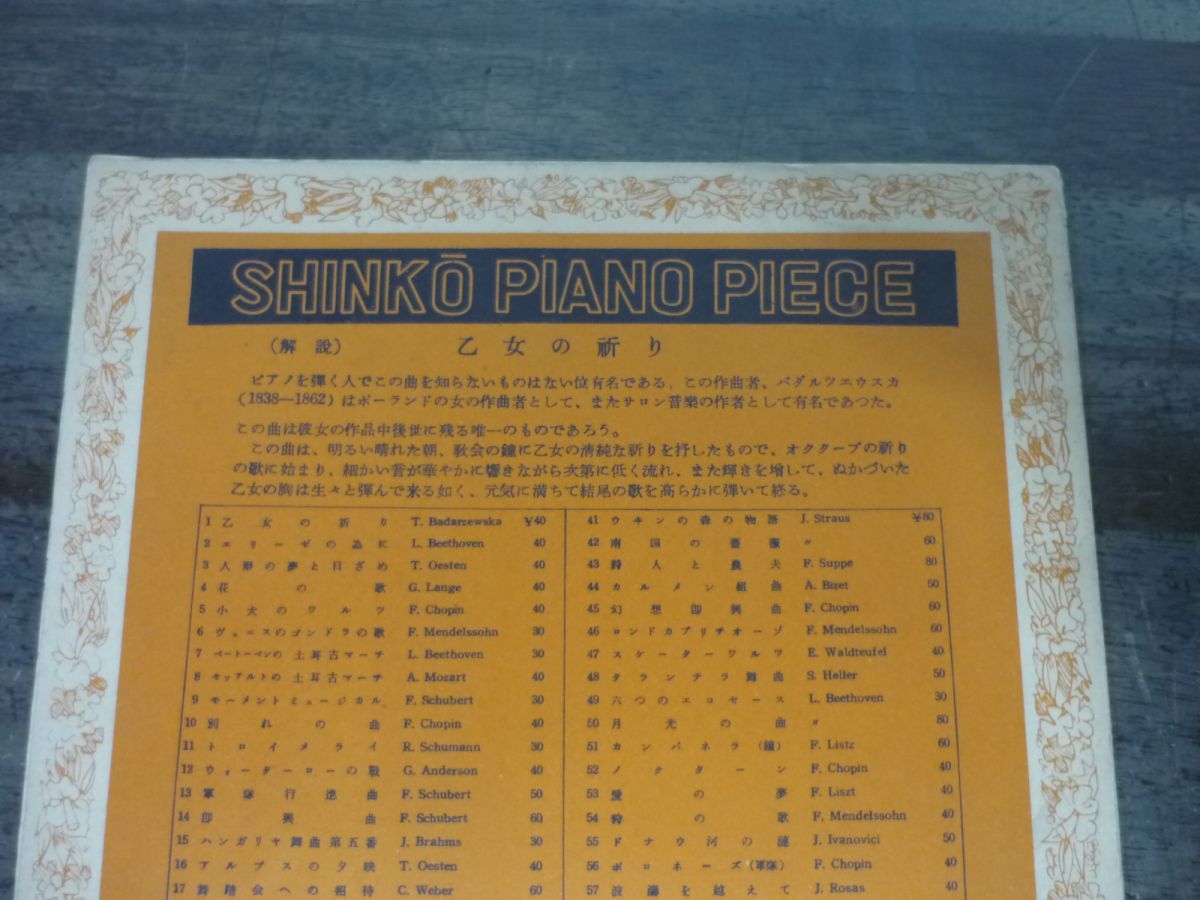 SHINKŌ PIANO PIECE
(解説) 乙女の祈り
ピアノを彈く人でこの曲を知らないものはない位有名である, この作曲者、バダルツエウスカ
(1838—1862)はポーランドの女の作曲者として、またサロン音樂の作者として有名であつた。
この曲は彼女の作品中後世に残る唯一のものであろう。
この曲は、明るい晴れた朝、敎会の鐘に乙女の清純な祈りを抒したもので、オクターブの祈り
の歌に始まり、細かい音が華やかに響きながら次第に低く流れ、また輝きを增して、ぬかづいた
乙女の胸は生々と弾んで来る如く、元気に満ちて結尾の歌を高らかに弾いて終る。
1 乙女の祈り T. Badarzewska ¥40
2 エリーゼの為に L. Beethoven 40
3 人形の夢と目ざめ T. Oesten 40
4 花の歌 G. Lange 40
5 小犬のワルツ F. Chopin 40
6 ヴェニスのゴンドラの歌 F. Mendelssohn 30
7 ベートーベンの土耳古マーチ L. Beethoven 30
8 モツアルトの土耳古マーチ A. Mozart 40
9 モーメントミュージカル F. Schubert 30
10 別れの曲 F. Chopin 40
11 トロイメライ R. Schumann 30
12 ウォーターローの戰 G. Anderson 40
13 軍隊行進曲 F. Schubert 50
14 即興曲 F. Schubert 60
15 ハンガリヤ舞曲第五番 J. Brahms 30
16 アルプスの夕映 T. Oesten 40
17 舞踏会への招待 C. Weber 60
41 ウヰンの森の物語 J. Straus ¥80
42 南国の薔薇 〃 60
43 詩人と農夫 F. Suppe 80
44 カルメン組曲 A. Bizet 50
45 幻想即興曲 F. Chopin 60
46 ロンドカプリチオーゾ F. Mendelssohn 60
47 スケーターワルツ E. Waldteufel 40
48 タランテラ舞曲 S. Heller 50
49 六つのエコセース L. Beethoven 30
50 月光の曲 〃 80
51 カンパネラ(鐘) F. Listz 60
52 ノクターン F. Chopin 40
53 愛の夢 F. Liszt 40
54 狩の歌 F. Mendelssohn 40
55 ドナウ河の漣 J. Ivanovici 50
56 ポロネーズ(軍隊) F. Chopin 40
57 波濤を越えて J. Rosas 40